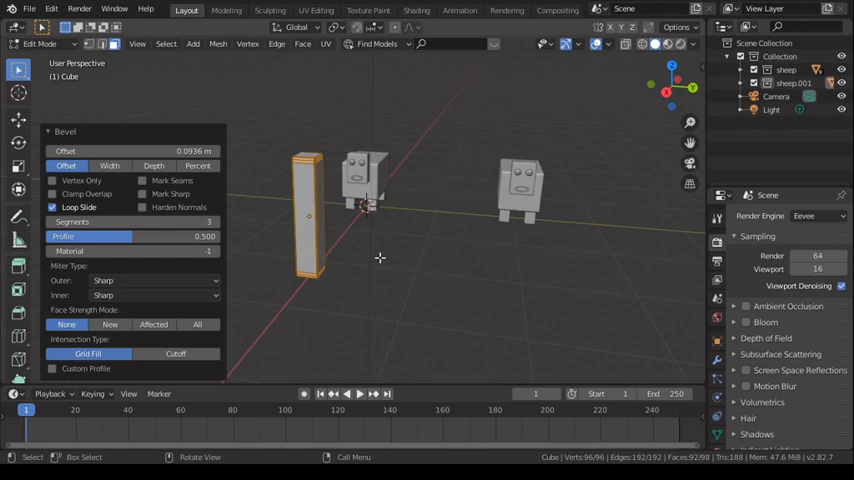 File Edit Render Window Help Layout Modeling Sculpting UV Editing Texture Paint Shading Animation Rendering Compositing Scene View Layer
Global Options
Edit Mode View Select Add Mesh Vertex Edge Face UV Find Models
User Perspective
(1) Cube
Scene Collection
Collection
sheep
sheep.001
Camera
Light
X
Y
Z
Bevel
Offset 0.0936 m
Offset Width Depth Percent
Vertex Only Mark Seams
Clamp Overlap Mark Sharp
Loop Slide Harden Normals
Segments 3
Profile 0.500
Material -1
Miter Type:
Outer: Sharp
Inner: Sharp
Face Strength Mode:
None New Affected All
Intersection Type:
Grid Fill Cutoff
Custom Profile
Scene
Render Engine Eevee
Sampling
Render 64
Viewport 16
Viewport Denoising
Ambient Occlusion
Bloom
Depth of Field
Subsurface Scattering
Screen Space Reflections
Motion Blur
Volumetrics
Hair
Shadows
Playback Keying View Marker 1 Start 1 End 250
1 20 40 60 80 100 120 140 160 180 200 220 240
Select Box Select Rotate View Call Menu Cube | Verts:96/96 | Edges:192/192 | Faces:92/98 | Tris:188 | Mem: 47.6 MiB | v2.82.7